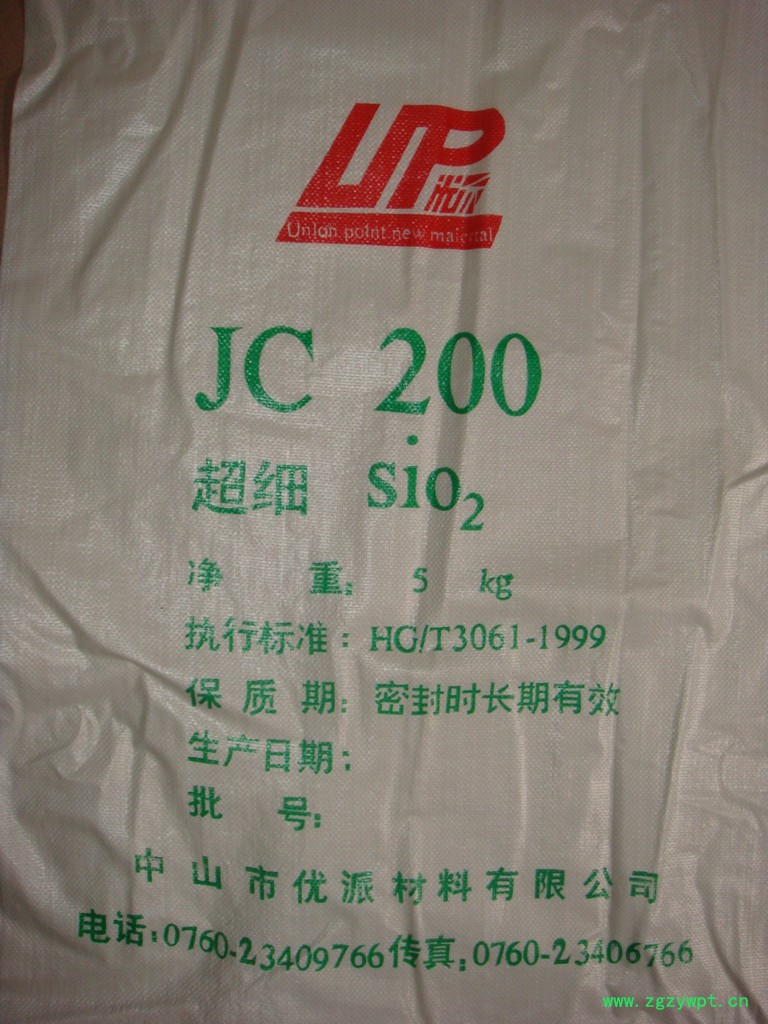 UP
优派
Union point new material
JC 200
超细 SiO₂
净 重: 5 kg
执行标准: HG/T3061-1999
保 质 期: 密封时长期有效
生产日期:
批 号:
中山市优派材料有限公司
电话:0760-23409766传真:0760-23406766
www.zgzywpt.cn